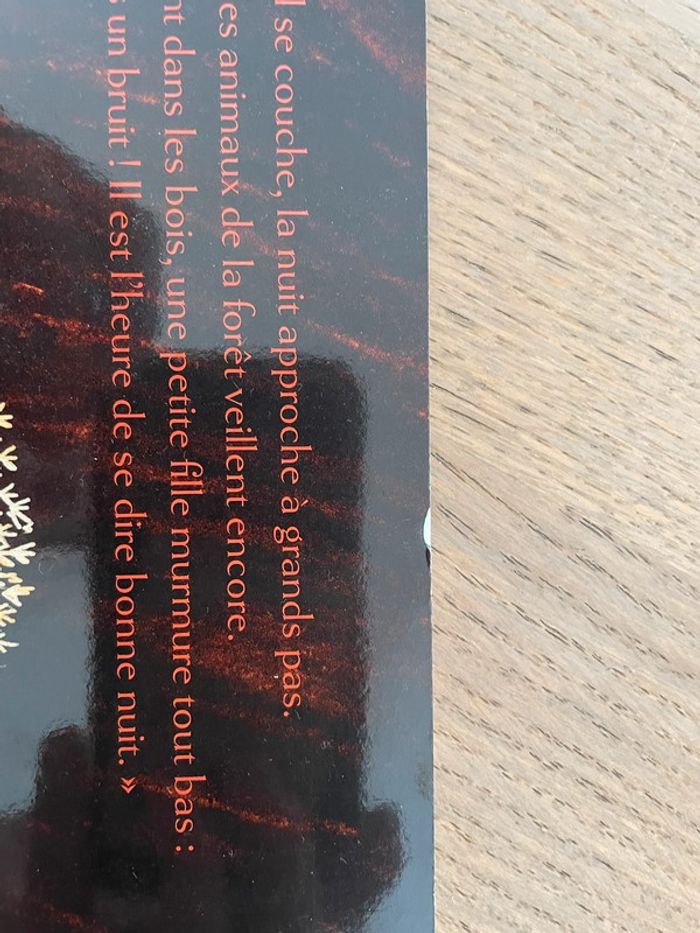 se couche, la nuit approche à grands pas.
es animaux de la forêt veillent encore.
nt dans les bois, une petite fille murmure tout bas :
un bruit ! Il est l'heure de se dire bonne nuit. »